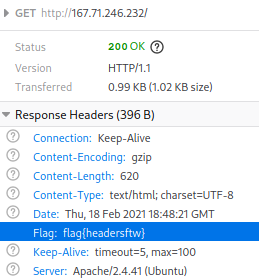 GET http://167.71.246.232/
Status 200 OK ?
Version HTTP/1.1
Transferred 0.99 KB (1.02 KB size)
Response Headers (396 B)
? Connection: Keep-Alive
? Content-Encoding: gzip
? Content-Length: 620
? Content-Type: text/html; charset=UTF-8
? Date: Thu, 18 Feb 2021 18:48:21 GMT
Flag: flag{headersftw}
? Keep-Alive: timeout=5, max=100
? Server: Apache/2.4.41 (Ubuntu)